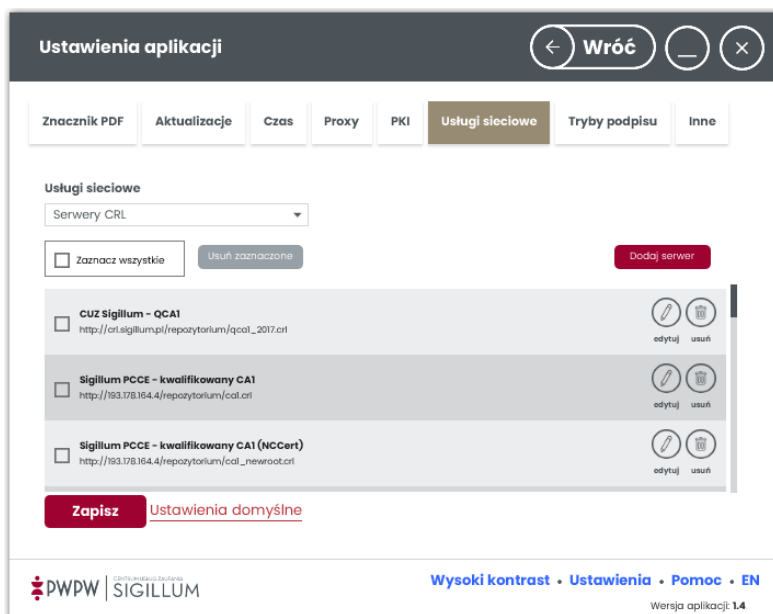 Ustawienia aplikacji
Wróć
Znacznik PDF Aktualizacje Czas Proxy PKI Usługi sieciowe Tryby podpisu Inne
Usługi sieciowe
Serwery CRL
Zaznacz wszystkie Usuń zaznaczone Dodaj serwer
CUZ Sigillum - QCA1
http://crl.sigillum.pl/repozytorium/qca1_2017.crl
edytuj usuń
Sigillum PCCE - kwalifikowany CA1
http://193.178.164.4/repozytorium/ca1.crl
edytuj usuń
Sigillum PCCE - kwalifikowany CA1 (NCCert)
http://193.178.164.4/repozytorium/ca1_newroot.crl
edytuj usuń
Zapisz Ustawienia domyślne
PWPW CENTRUM USŁUG ZAUFANIA
SIGILLUM
Wysoki kontrast • Ustawienia • Pomoc • EN
Wersja aplikacji: 1.4